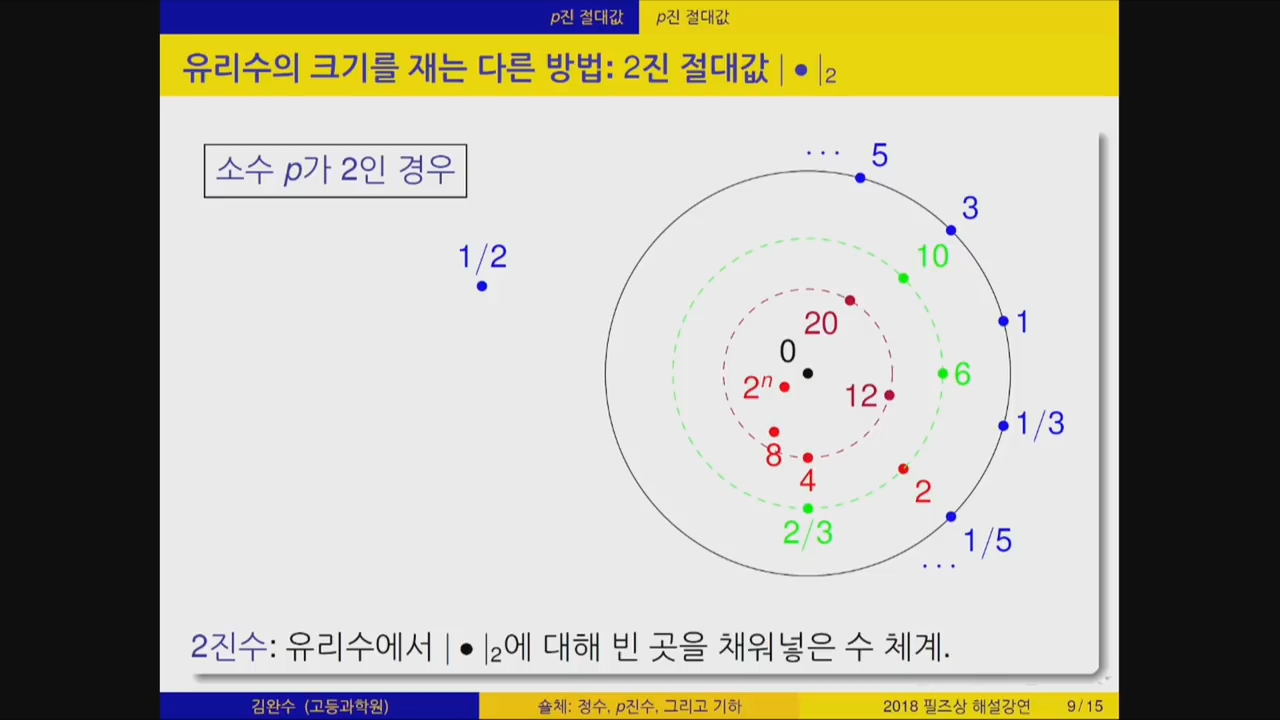 p진 절대값 p진 절대값
유리수의 크기를 재는 다른 방법: 2진 절대값 | • |₂
소수 p가 2인 경우
··· 5
3
1/2
10
20
1
0
2ⁿ
6
12
1/3
8
4
2
2/3
1/5
···
2진수: 유리수에서 | • |₂에 대해 빈 곳을 채워넣은 수 체계.
김완수 (고등과학원) 숄체: 정수, p진수, 그리고 기하 2018 필즈상 해설강연 9 / 15